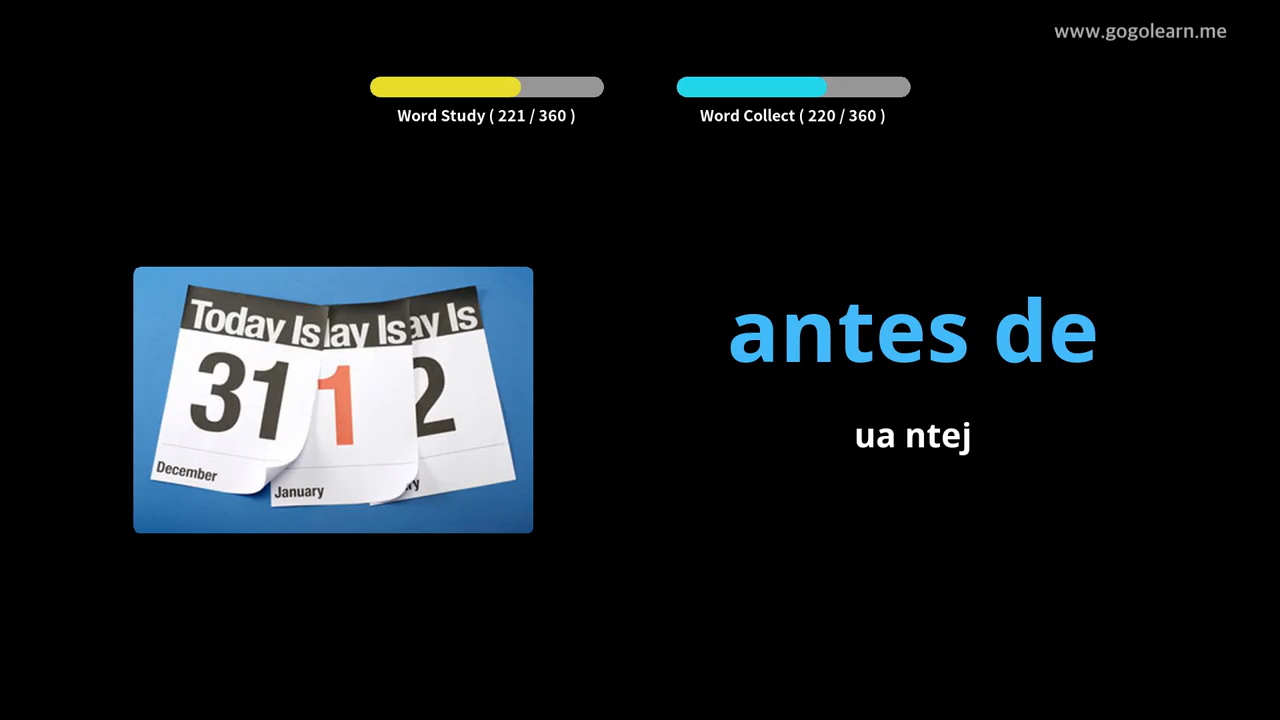 www.gogolearn.me
Word Study ( 221 / 360 )
Word Collect ( 220 / 360 )
Today Is
ay Is
ay Is
31
1
2
December
January
ry
antes de
ua ntej